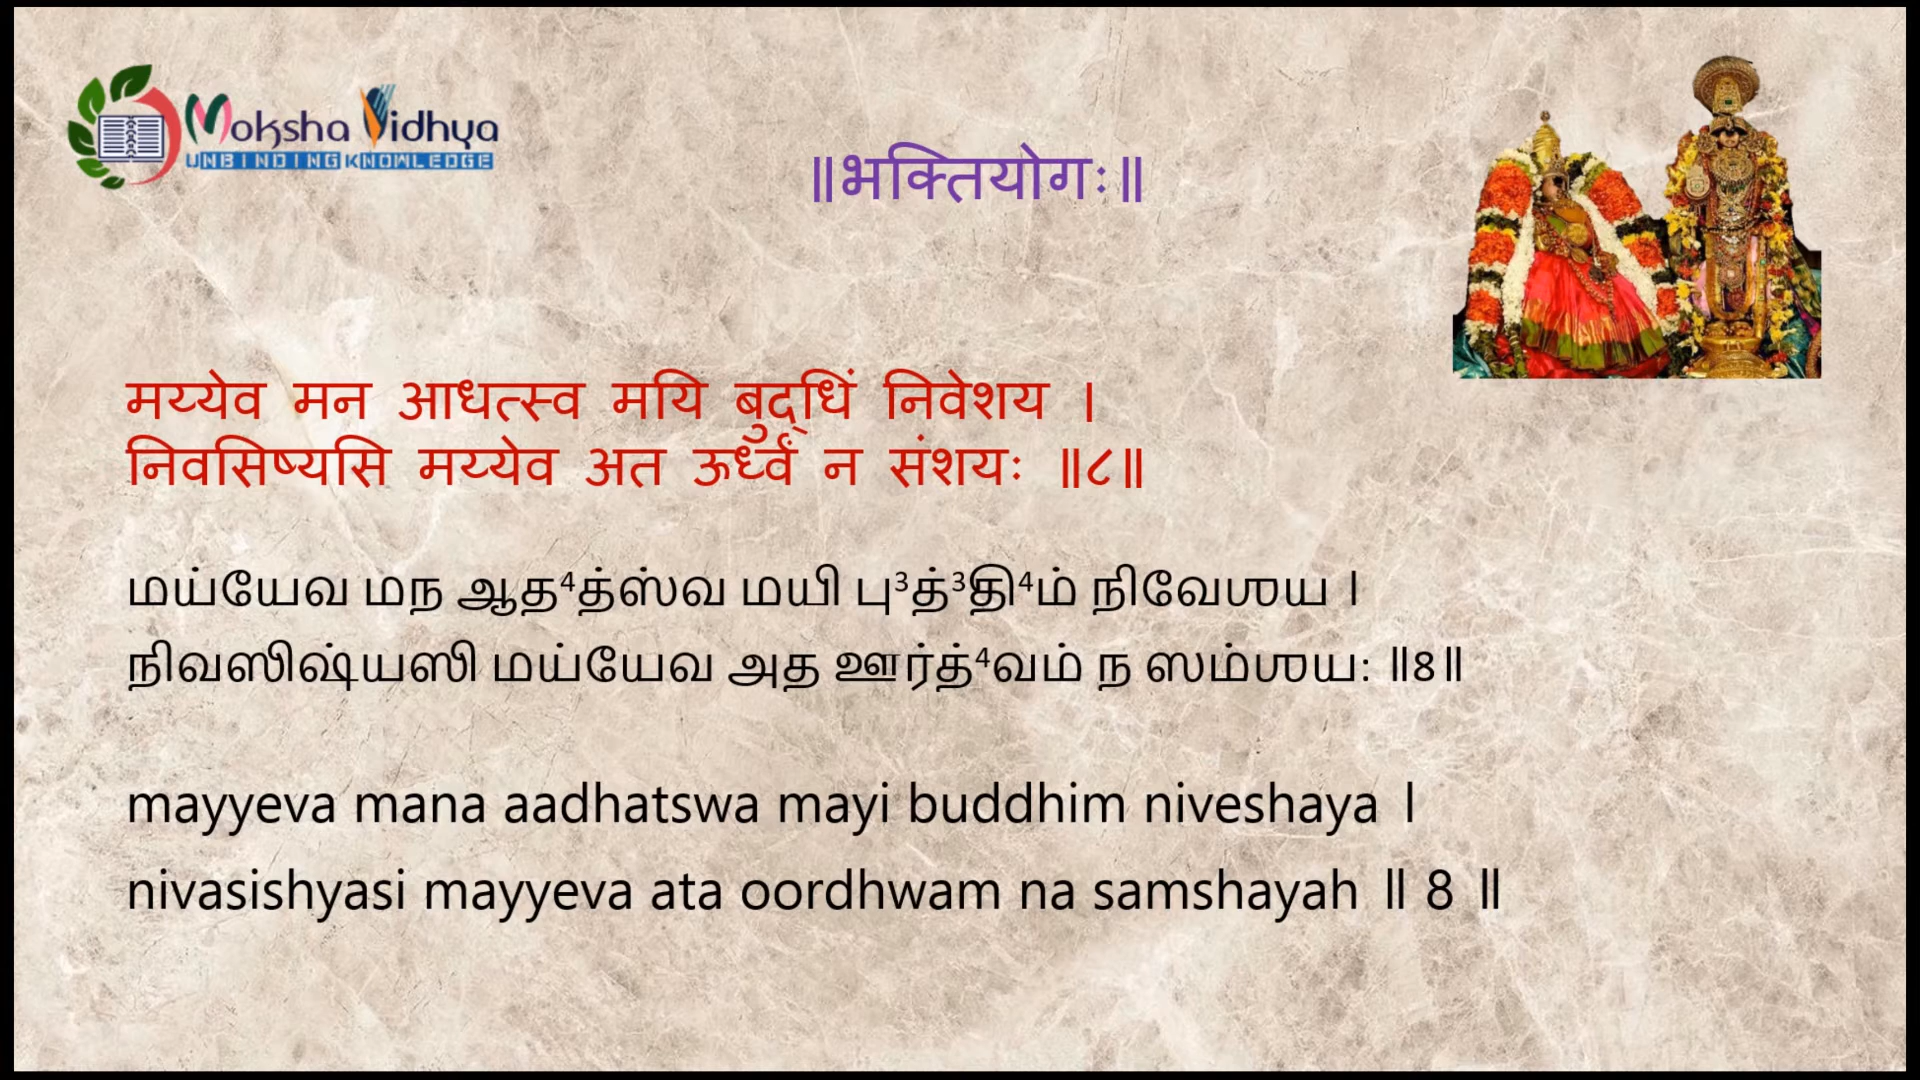 Moksha Vidhya
UNBINDING KNOWLEDGE
॥भक्तियोगः॥
मय्येव मन आधत्स्व मयि बुद्धिं निवेशय ।
निवसिष्यसि मय्येव अत ऊर्ध्वं न संशयः ॥८॥
மய்யேவ மந ஆத⁴த்ஸ்வ மயி பு³த்³தி⁴ம் நிவேஶய ।
நிவஸிஷ்யஸி மய்யேவ அத ஊர்த்⁴வம் ந ஸம்ஶய: ॥8॥
mayyeva mana aadhatswa mayi buddhim niveshaya ।
nivasishyasi mayyeva ata oordhwam na samshayah ॥ 8 ॥